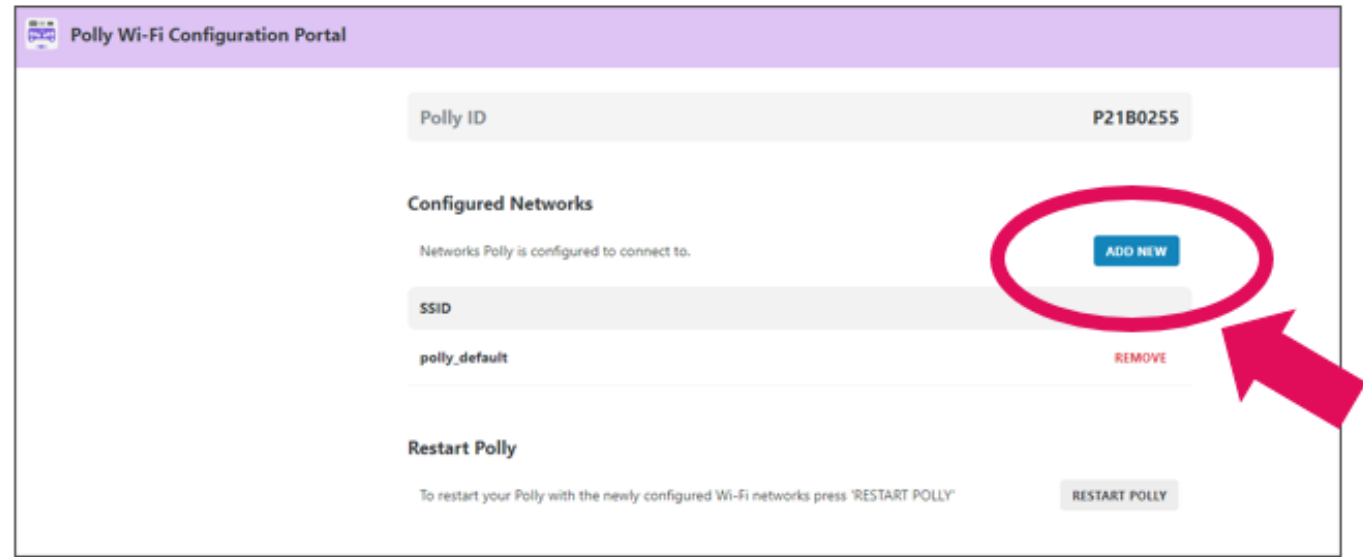 Polly Wi-Fi Configuration Portal
Polly ID P21B0255
Configured Networks
Networks Polly is configured to connect to. ADD NEW
SSID
polly_default REMOVE
Restart Polly
To restart your Polly with the newly configured Wi-Fi networks press 'RESTART POLLY' RESTART POLLY